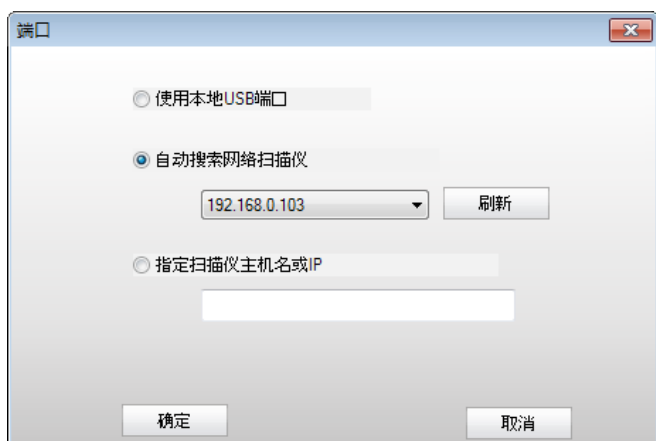 端口
使用本地USB端口
自动搜索网络扫描仪
192.168.0.103
刷新
指定扫描仪主机名或IP
确定
取消